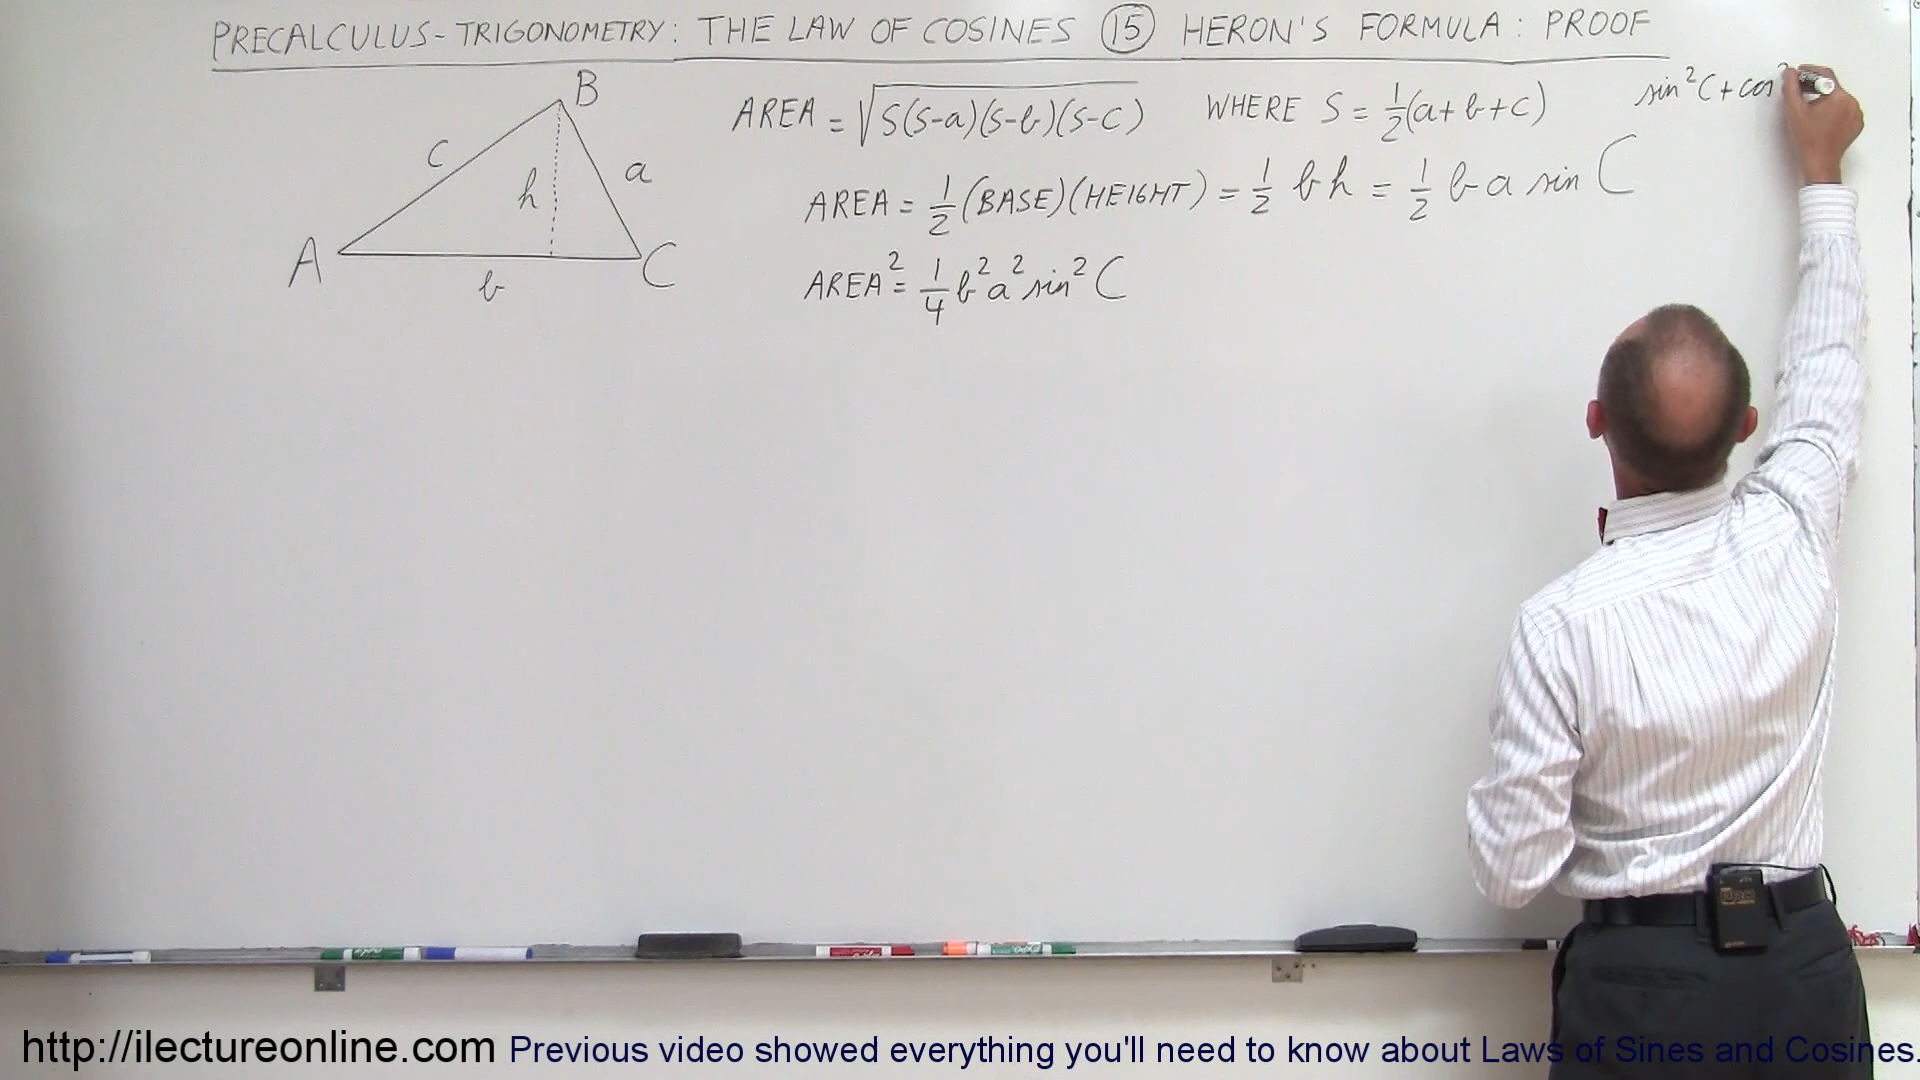 PRECALCULUS - TRIGONOMETRY: THE LAW OF COSINES 15 HERON'S FORMULA: PROOF
B
c
h
a
A
b
C
AREA = √S(S-a)(S-b)(S-c) WHERE S = 1/2(a+b+c)
sin²C + cos²
AREA = 1/2 (BASE)(HEIGHT) = 1/2 b h = 1/2 b a sin C
AREA² = 1/4 b² a² sin² C
http://ilectureonline.com Previous video showed everything you'll need to know about Laws of Sines and Cosines.